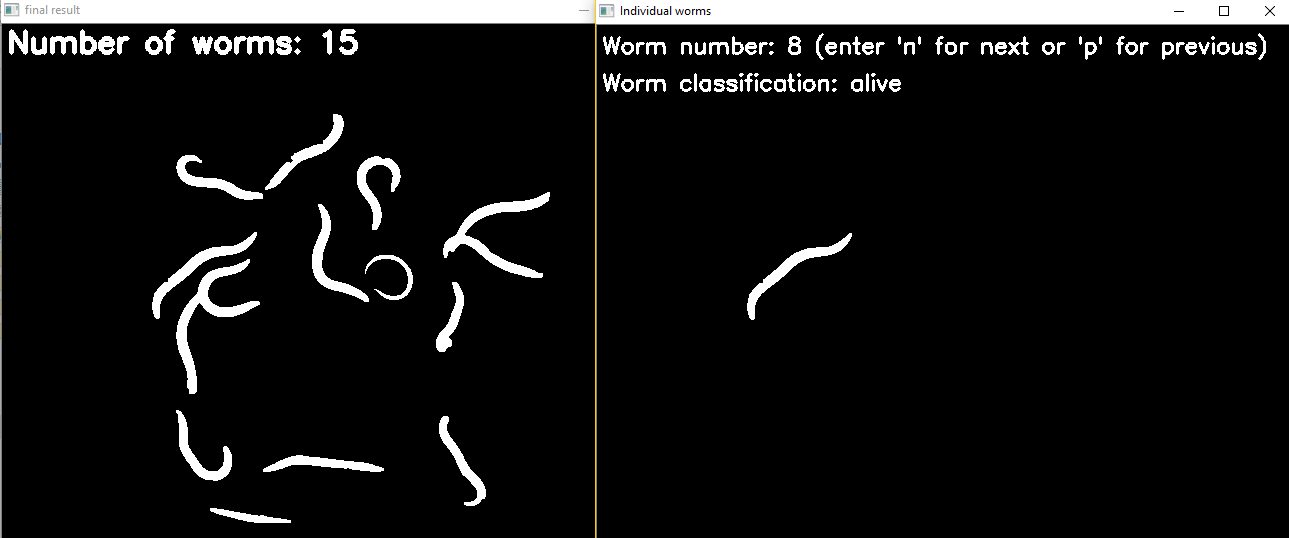 final result
Number of worms: 15
Individual worms
Worm number: 8 (enter 'n' for next or 'p' for previous)
Worm classification: alive